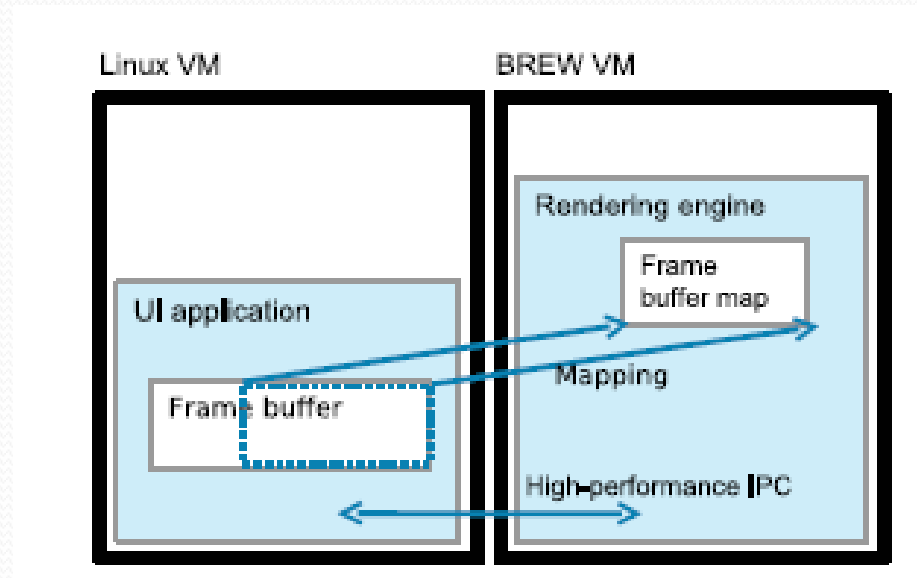 Linux VM
BREW VM
Rendering engine
Frame
buffer map
UI application
Mapping
Frame buffer
High-performance IPC